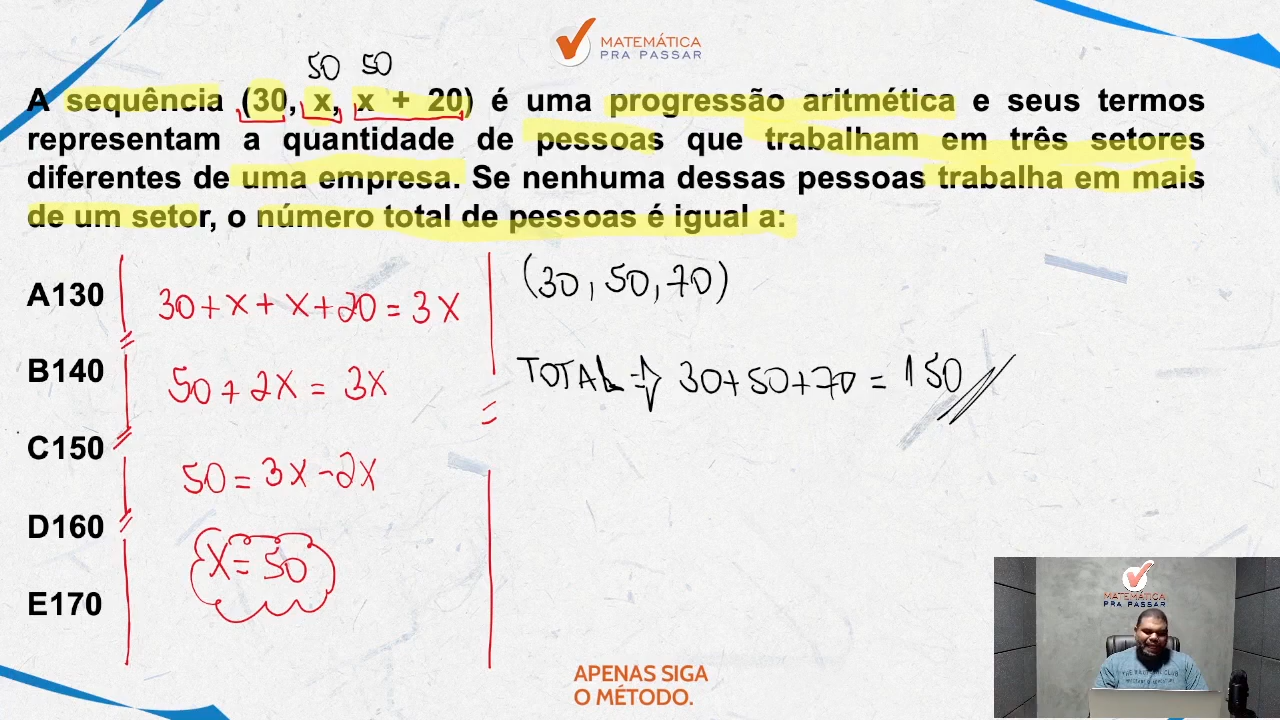 MATEMÁTICA
PRA PASSAR
50 50
A sequência (30, x, x + 20) é uma progressão aritmética e seus termos
representam a quantidade de pessoas que trabalham em três setores
diferentes de uma empresa. Se nenhuma dessas pessoas trabalha em mais
de um setor, o número total de pessoas é igual a:
A130
B140
C150
D160
E170
30+x+x+20=3x
50+2x=3x
50=3x-2x
x=50
(30,50,70)
TOTAL ⇒ 30+50+70=150
MATEMÁTICA
PRA PASSAR
APENAS SIGA
O MÉTODO.